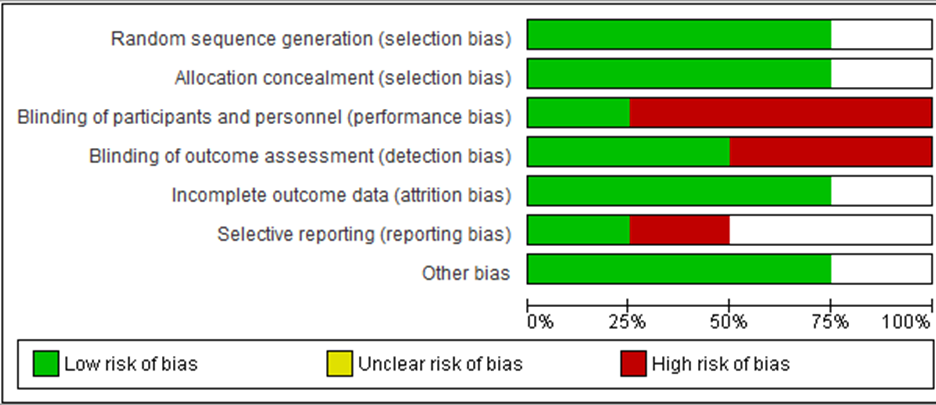 Random sequence generation (selection bias)
Allocation concealment (selection bias)
Blinding of participants and personnel (performance bias)
Blinding of outcome assessment (detection bias)
Incomplete outcome data (attrition bias)
Selective reporting (reporting bias)
Other bias
0% 25% 50% 75% 100%
Low risk of bias Unclear risk of bias High risk of bias